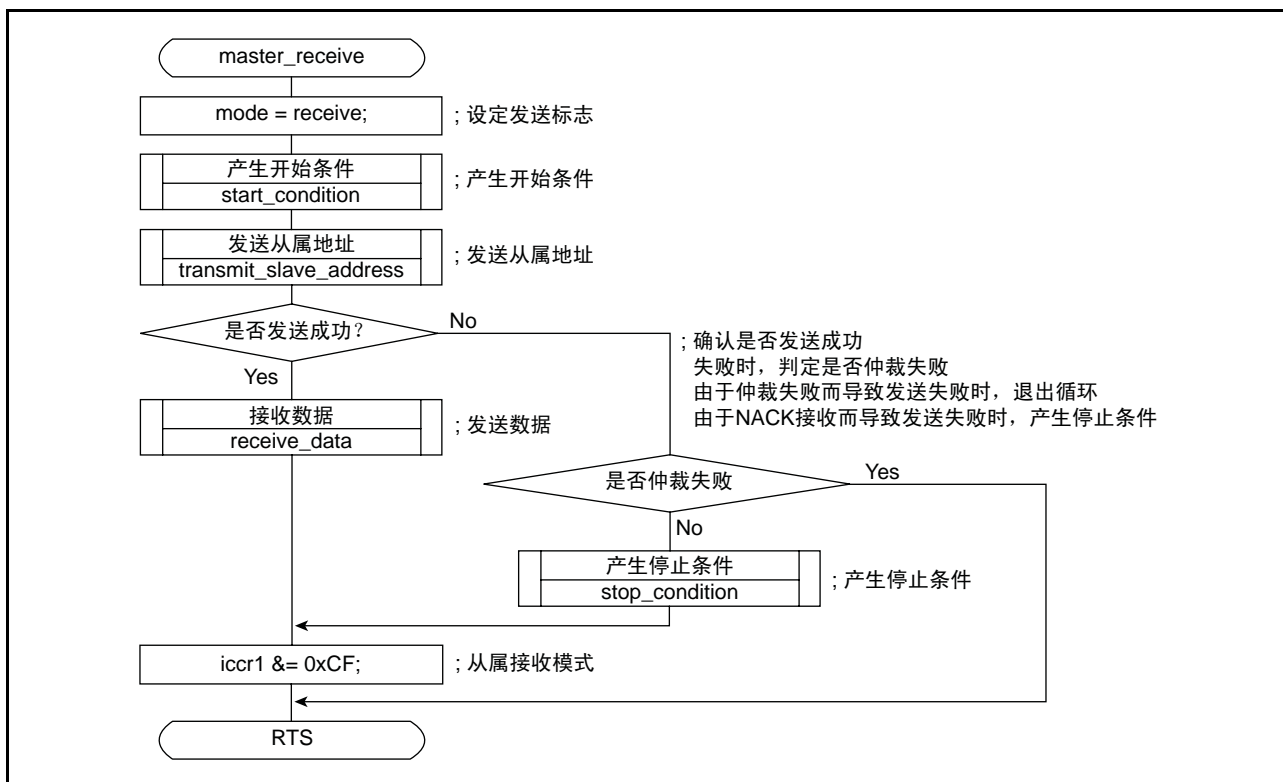 master_receive
mode = receive;
; 设定发送标志
产生开始条件
start_condition
; 产生开始条件
发送从属地址
transmit_slave_address
; 发送从属地址
是否发送成功？
No
Yes
; 确认是否发送成功
失败时，判定是否仲裁失败
由于仲裁失败而导致发送失败时，退出循环
由于NACK接收而导致发送失败时，产生停止条件
接收数据
receive_data
; 发送数据
是否仲裁失败
Yes
No
产生停止条件
stop_condition
; 产生停止条件
iccr1 &= 0xCF;
; 从属接收模式
RTS